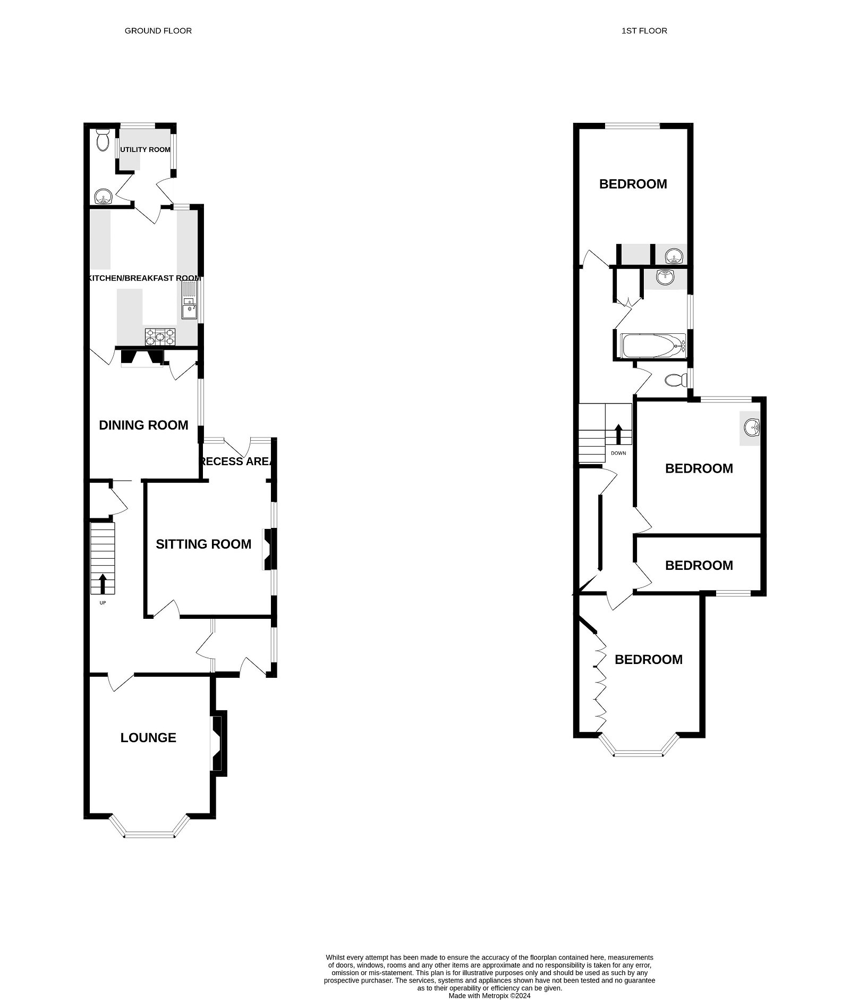 GROUND FLOOR
UTILITY ROOM
KITCHEN/BREAKFAST ROOM
DINING ROOM
RECESS AREA
SITTING ROOM
UP
LOUNGE
1ST FLOOR
BEDROOM
DOWN
BEDROOM
BEDROOM
BEDROOM
Whilst every attempt has been made to ensure the accuracy of the floorplan contained here, measurements
of doors, windows, rooms and any other items are approximate and no responsibility is taken for any error,
omission or mis-statement. This plan is for illustrative purposes only and should be used as such by any
prospective purchaser. The services, systems and appliances shown have not been tested and no guarantee
as to their operability or efficiency can be given.
Made with Metropix ©2024